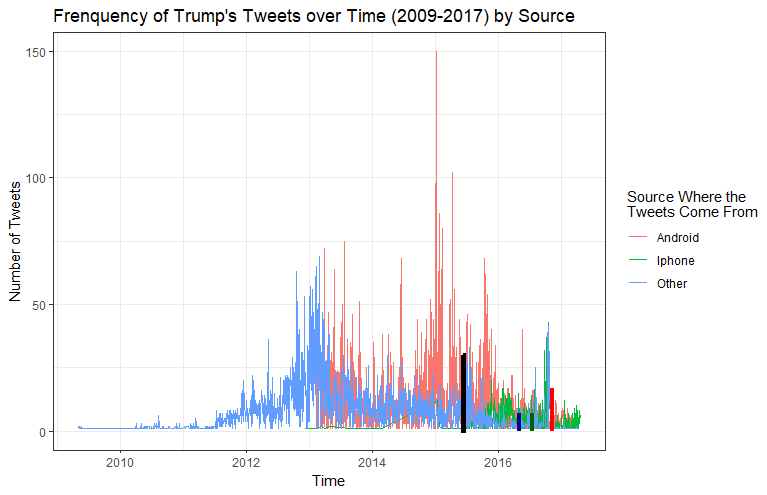 Frenquency of Trump's Tweets over Time (2009-2017) by Source
150
100
50
0
Number of Tweets
2010 2012 2014 2016
Time
Source Where the
Tweets Come From
Android
Iphone
Other